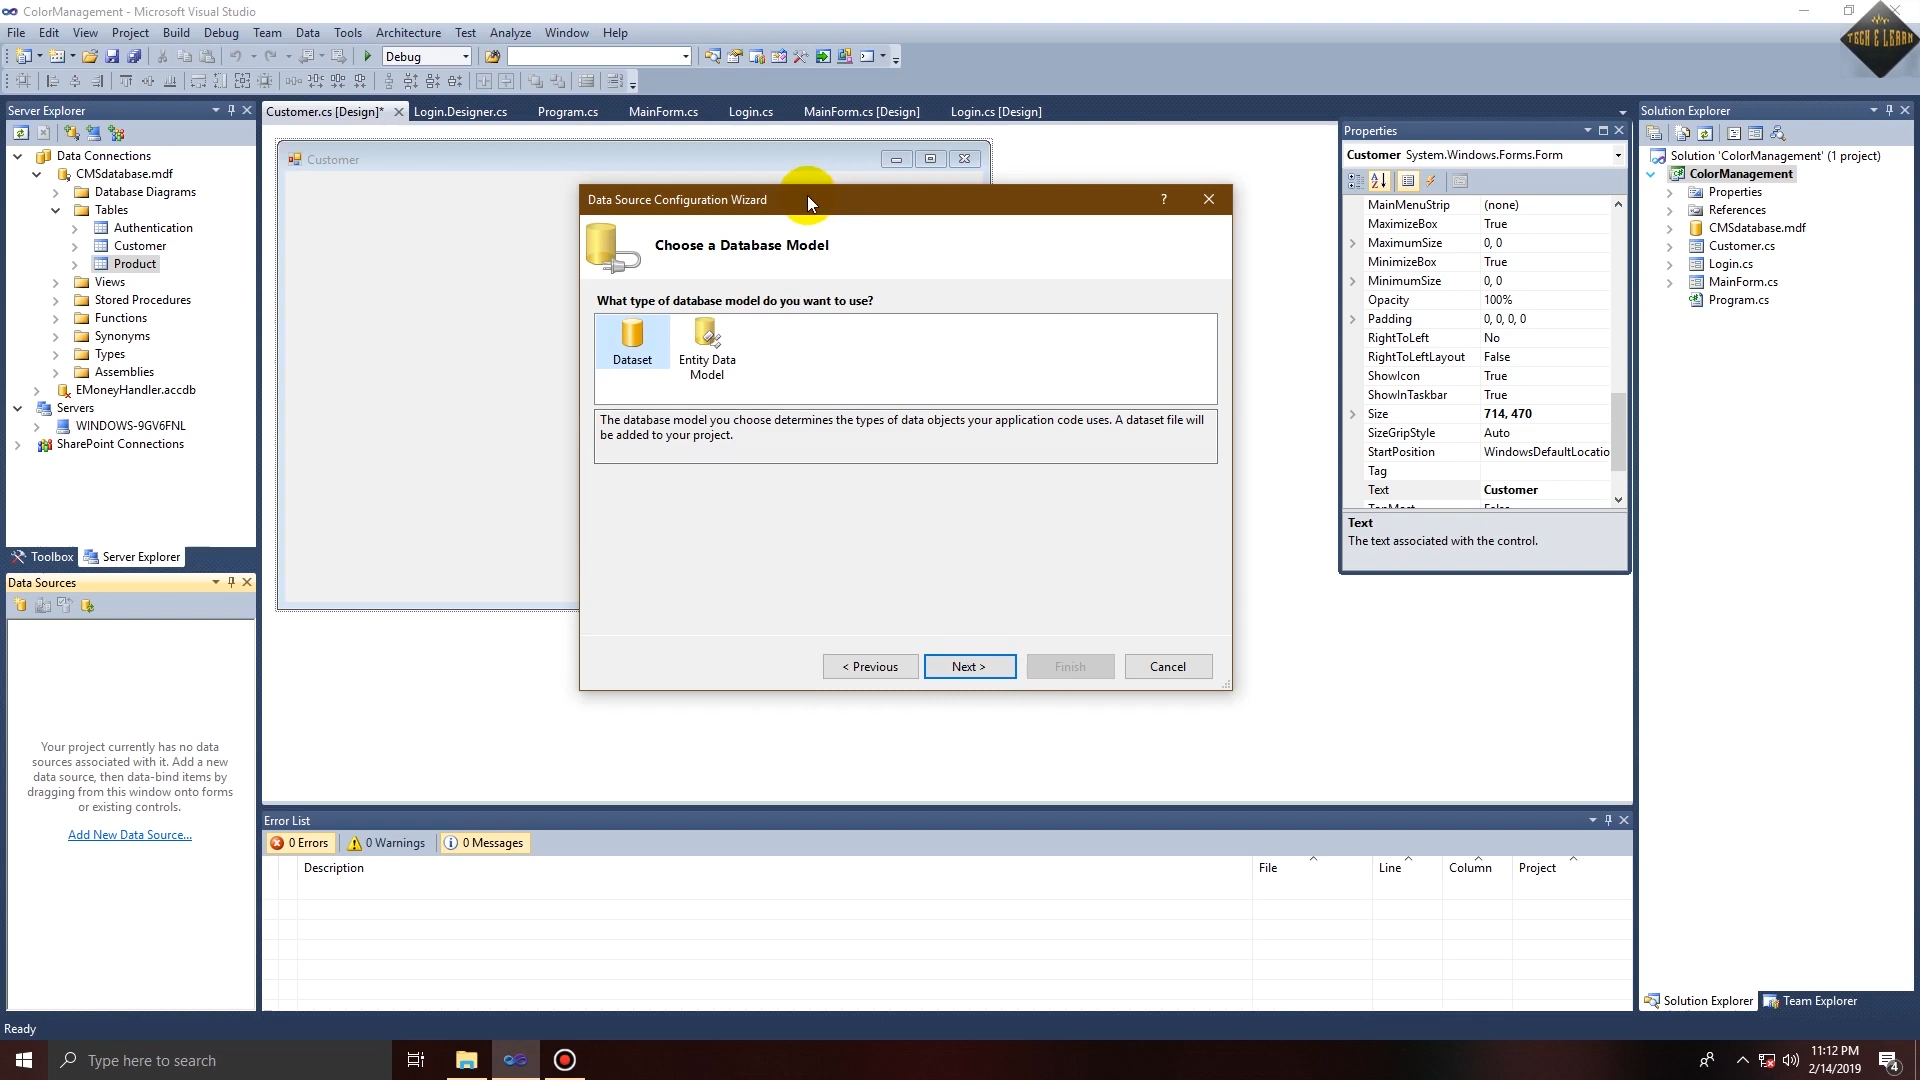 ColorManagement - Microsoft Visual Studio
TECH E LEARN
File Edit View Project Build Debug Team Data Tools Architecture Test Analyze Window Help
Debug
Server Explorer
Data Connections
CMSdatabase.mdf
Database Diagrams
Tables
Authentication
Customer
Product
Views
Stored Procedures
Functions
Synonyms
Types
Assemblies
EMoneyHandler.accdb
Servers
WINDOWS-9GV6FNL
SharePoint Connections
Toolbox Server Explorer
Data Sources
Your project currently has no data
sources associated with it. Add a new
data source, then data-bind items by
dragging from this window onto forms
or existing controls.
Add New Data Source...
Customer.cs [Design]* Login.Designer.cs Program.cs MainForm.cs Login.cs MainForm.cs [Design] Login.cs [Design]
Customer
Data Source Configuration Wizard ?
Choose a Database Model
What type of database model do you want to use?
Dataset
Entity Data
Model
The database model you choose determines the types of data objects your application code uses. A dataset file will
be added to your project.
< Previous Next > Finish Cancel
Properties
Customer System.Windows.Forms.Form
MainMenuStrip (none)
MaximizeBox True
MaximumSize 0, 0
MinimizeBox True
MinimumSize 0, 0
Opacity 100%
Padding 0, 0, 0, 0
RightToLeft No
RightToLeftLayout False
ShowIcon True
ShowInTaskbar True
Size 714, 470
SizeGripStyle Auto
StartPosition WindowsDefaultLocatio
Tag
Text Customer
TopMost False
Text
The text associated with the control.
Solution Explorer
Solution 'ColorManagement' (1 project)
ColorManagement
Properties
References
CMSdatabase.mdf
Customer.cs
Login.cs
MainForm.cs
Program.cs
Solution Explorer Team Explorer
Error List
0 Errors 0 Warnings 0 Messages
Description File Line Column Project
Ready
Type here to search
11:12 PM
2/14/2019
4